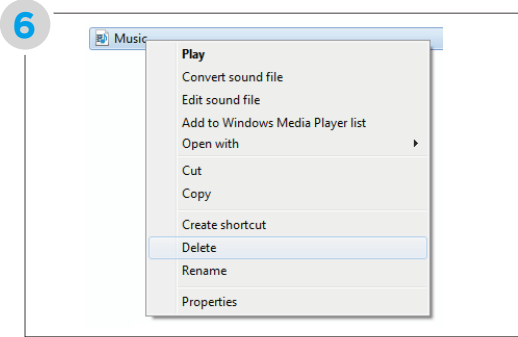 6
Music
Play
Convert sound file
Edit sound file
Add to Windows Media Player list
Open with
Cut
Copy
Create shortcut
Delete
Rename
Properties